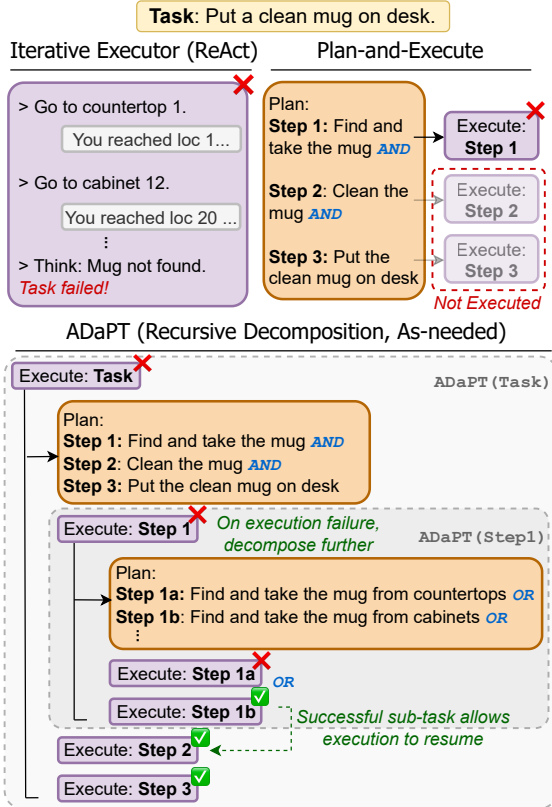 Task: Put a clean mug on desk.
Iterative Executor (ReAct)
> Go to countertop 1.
You reached loc 1...
> Go to cabinet 12.
You reached loc 20 ...
⋮
> Think: Mug not found.
Task failed!
Plan-and-Execute
Plan:
Step 1: Find and
take the mug AND
Step 2: Clean the
mug AND
Step 3: Put the
clean mug on desk
Execute:
Step 1
Execute:
Step 2
Execute:
Step 3
Not Executed
ADaPT (Recursive Decomposition, As-needed)
Execute: Task
ADaPT(Task)
Plan:
Step 1: Find and take the mug AND
Step 2: Clean the mug AND
Step 3: Put the clean mug on desk
Execute: Step 1
On execution failure,
decompose further
ADaPT(Step1)
Plan:
Step 1a: Find and take the mug from countertops OR
Step 1b: Find and take the mug from cabinets OR
⋮
Execute: Step 1a
OR
Execute: Step 1b
Successful sub-task allows
execution to resume
Execute: Step 2
Execute: Step 3